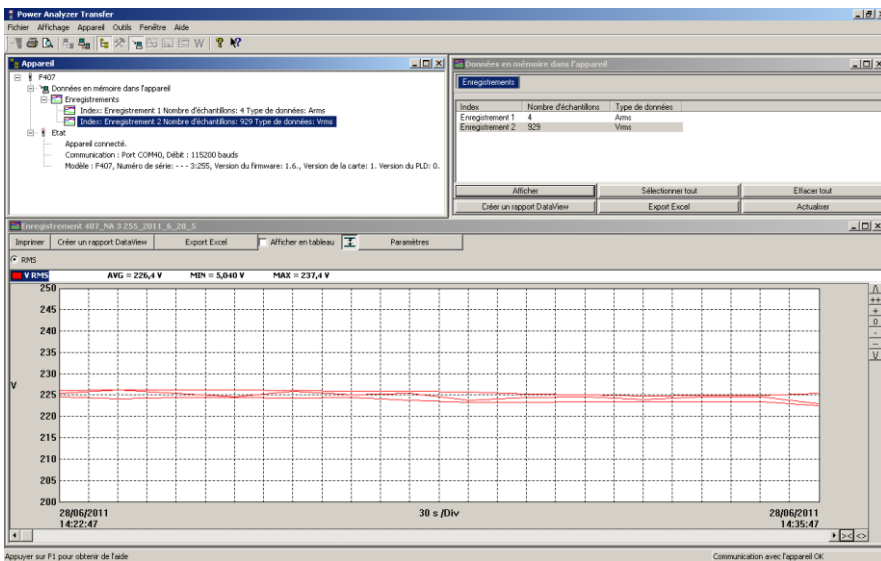 Power Analyzer Transfer
Fichier Affichage Appareil Outils Fenêtre Aide
Appareil
F407
Données en mémoire dans l'appareil
Enregistrements
Index: Enregistrement 1 Nombre d'échantillons: 4 Type de données: Arms
Index: Enregistrement 2 Nombre d'échantillons: 929 Type de données: Vrms
Etat
Appareil connecté.
Communication : Port COM40, Débit : 115200 bauds
Modèle : F407, Numéro de série: - - - 3:255, Version du firmware: 1.6., Version de la carte: 1. Version du PLD: 0.
Données en mémoire dans l'appareil
Enregistrements
Index Nombre d'échantillons Type de données
Enregistrement 1 4 Arms
Enregistrement 2 929 Vrms
Afficher Sélectionner tout Effacer tout
Créer un rapport DataView Export Excel Actualiser
Enregistrement 407_NA 3 255_2011_6_28_5
Imprimer Créer un rapport DataView Export Excel Afficher en tableau Paramètres
RMS
V RMS AVG = 226,4 V MIN = 5,040 V MAX = 237,4 V
250
245
240
235
230
V 225
220
215
210
205
200
28/06/2011 30 s /Div 28/06/2011
14:22:47 14:35:47
Appuyer sur F1 pour obtenir de l'aide Communication avec l'appareil OK